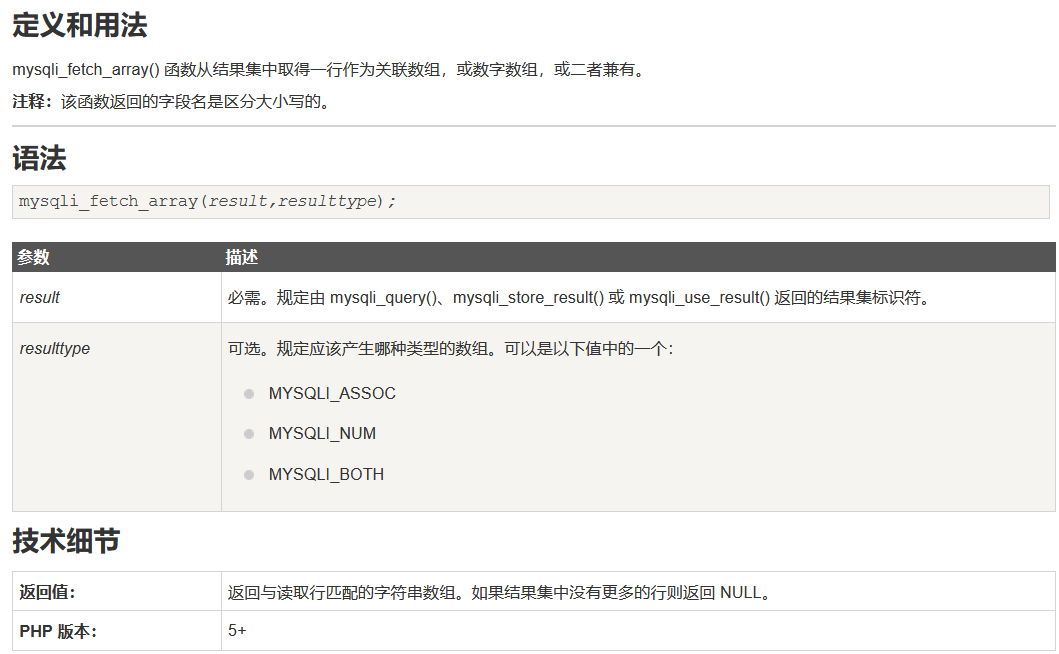 定义和用法
mysqli_fetch_array() 函数从结果集中取得一行作为关联数组，或数字数组，或二者兼有。
注释：该函数返回的字段名是区分大小写的。
语法
mysqli_fetch_array(result,resulttype);
参数 描述
result 必需。规定由 mysqli_query()、mysqli_store_result() 或 mysqli_use_result() 返回的结果集标识符。
resulttype 可选。规定应该产生哪种类型的数组。可以是以下值中的一个：
MYSQLI_ASSOC
MYSQLI_NUM
MYSQLI_BOTH
技术细节
返回值： 返回与读取行匹配的字符串数组。如果结果集中没有更多的行则返回 NULL。
PHP 版本： 5+